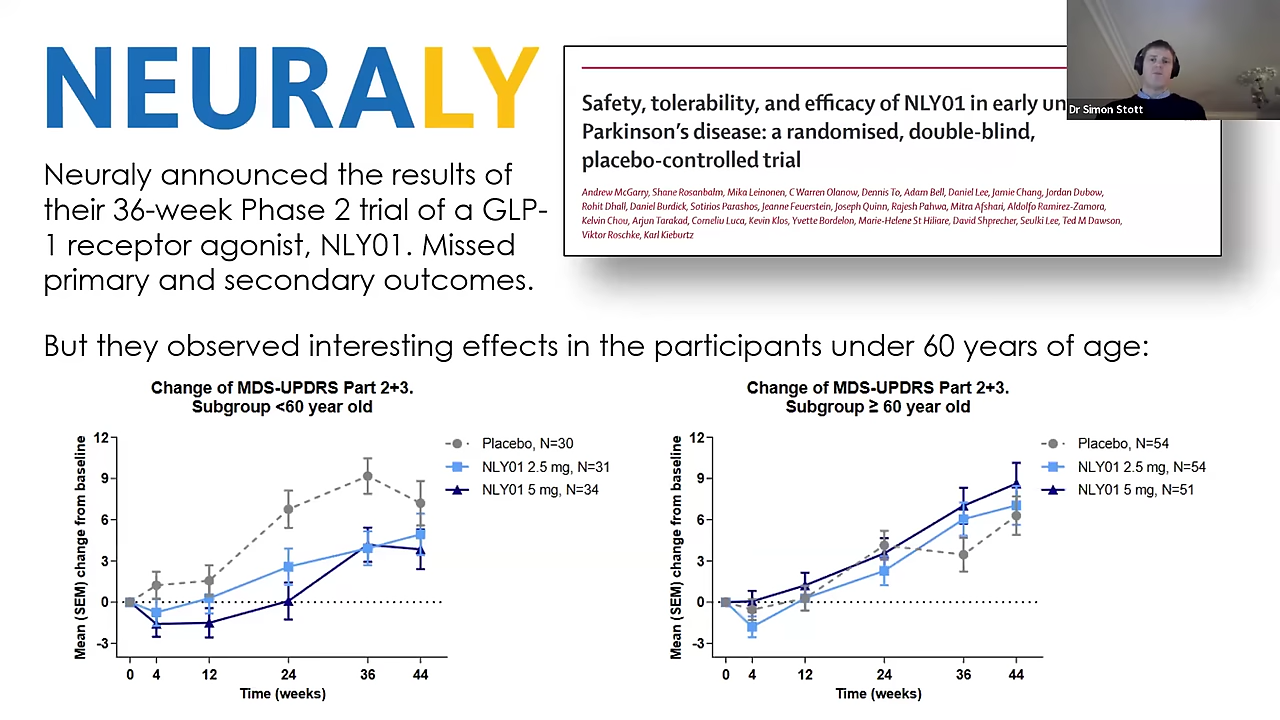 NEURALY
Neuraly announced the results of
their 36-week Phase 2 trial of a GLP-
1 receptor agonist, NLY01. Missed
primary and secondary outcomes.
Safety, tolerability, and efficacy of NLY01 in early un
Parkinson's disease: a randomised, double-blind,
placebo-controlled trial
Andrew McGarry, Shane Rosanbalm, Mika Leinonen, C Warren Olanow, Dennis To, Adam Bell, Daniel Lee, Jamie Chang, Jordan Dubow,
Rohit Dhall, Daniel Burdick, Sotirios Parashos, Jeanne Feuerstein, Joseph Quinn, Rajesh Pahwa, Mitra Afshari, Aldolfo Ramirez-Zamora,
Kelvin Chou, Arjun Tarakad, Corneliu Luca, Kevin Klos, Yvette Bordelon, Marie-Helene St Hiliare, David Shprecher, Seulki Lee, Ted M Dawson,
Viktor Roschke, Karl Kieburtz
Dr Simon Stott
But they observed interesting effects in the participants under 60 years of age:
Change of MDS-UPDRS Part 2+3.
Subgroup <60 year old
Mean (SEM) change from baseline
12
9
6
3
0
-3
0 4 12 24 36 44
Time (weeks)
Placebo, N=30
NLY01 2.5 mg, N=31
NLY01 5 mg, N=34
Change of MDS-UPDRS Part 2+3.
Subgroup ≥ 60 year old
Mean (SEM) change from baseline
12
9
6
3
0
-3
0 4 12 24 36 44
Time (weeks)
Placebo, N=54
NLY01 2.5 mg, N=54
NLY01 5 mg, N=51